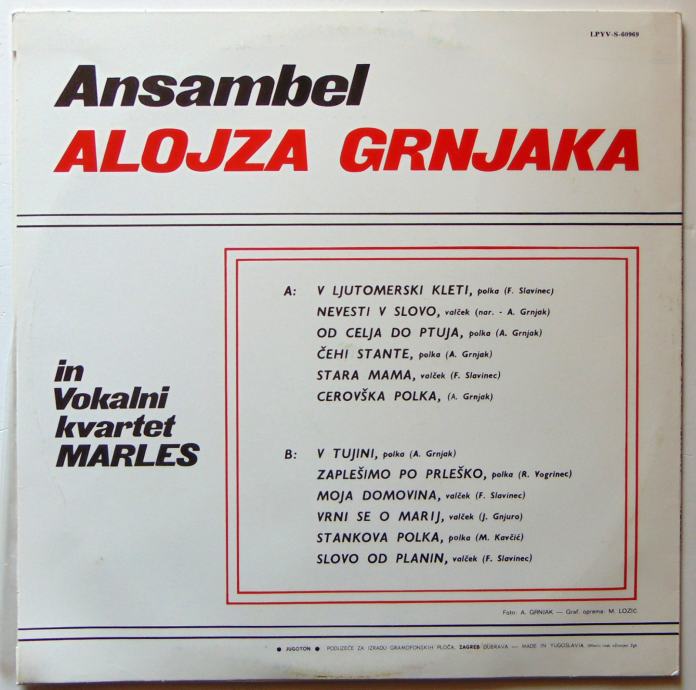 LPYV-S-60969
Ansambel
ALOJZA GRNJAKA
in
Vokalni
kvartet
MARLES
A: V LJUTOMERSKI KLETI, polka (F. Slavinec)
NEVESTI V SLOVO, valček (nar. - A. Grnjak)
OD CELJA DO PTUJA, polka (A. Grnjak)
ČEHI STANTE, polka (A. Grnjak)
STARA MAMA, valček (F. Slavinec)
CEROVŠKA POLKA, (A. Grnjak)
B: V TUJINI, polka (A. Grnjak)
ZAPLEŠIMO PO PRLEŠKO, polka (R. Vogrinec)
MOJA DOMOVINA, valček (F. Slavinec)
VRNI SE O MARIJ, valček (J. Gnjuro)
STANKOVA POLKA, polka (M. Kavčić)
SLOVO OD PLANIN, valček (F. Slavinec)
Foto: A. GRNJAK — Graf. oprema: M. LOZIĆ
● JUGOTON ● PODUZEĆE ZA IZRADU GRAMOFONSKIH PLOČA, ZAGREB DUBRAVA — MADE IN YUGOSLAVIA